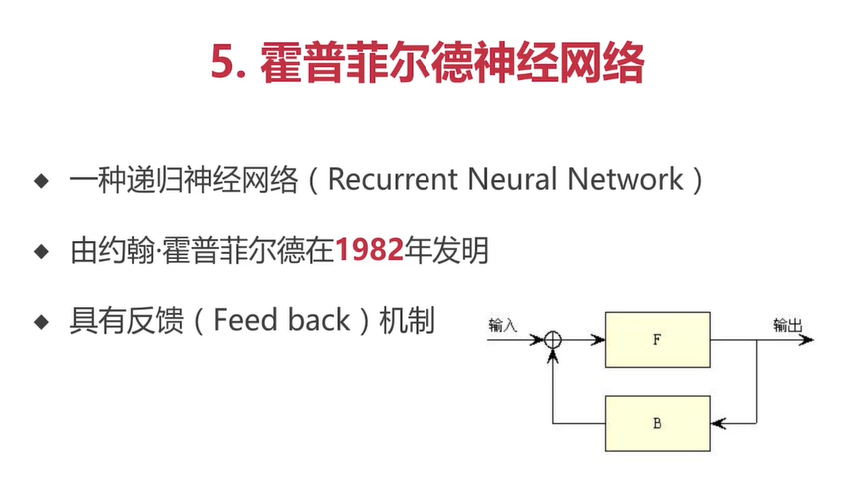 5. 霍普菲尔德神经网络
一种递归神经网络（Recurrent Neural Network）
由约翰·霍普菲尔德在1982年发明
具有反馈（Feed back）机制
输入
F
输出
B